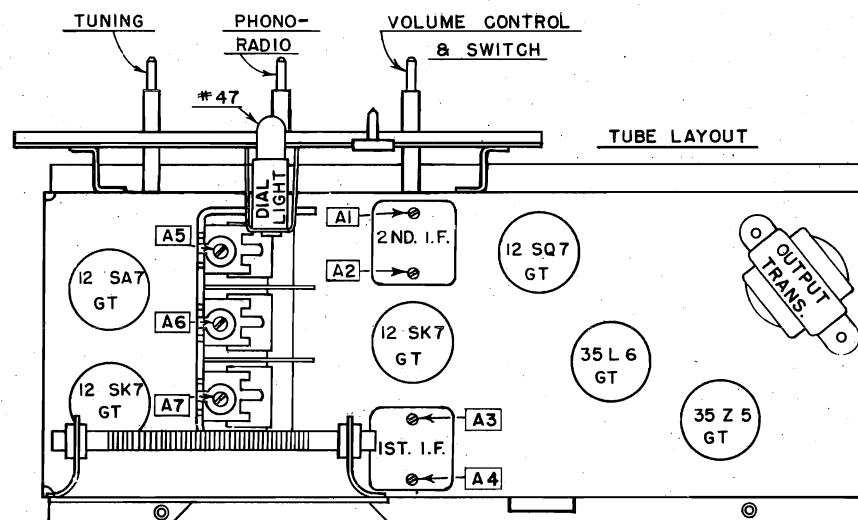 TUNING
PHONO-
RADIO
VOLUME CONTROL
& SWITCH
#47
TUBE LAYOUT
DIAL
LIGHT
A1
2ND. I.F.
A2
A5
12 SA7
GT
A6
12 SK7
GT
A7
12 SK7
GT
12 SQ7
GT
OUTPUT
TRANS.
35 L 6
GT
35 Z 5
GT
A3
1ST. I.F.
A4